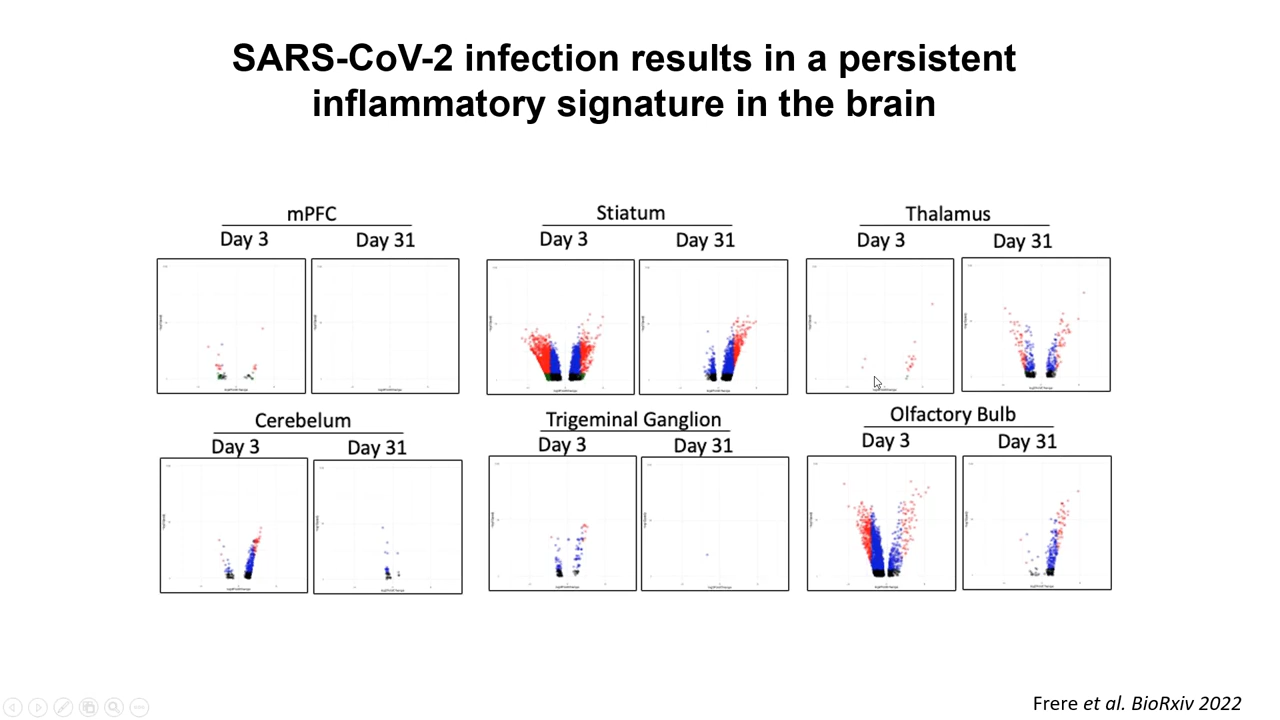 SARS-CoV-2 infection results in a persistent
inflammatory signature in the brain
mPFC
Day 3 Day 31
Stiatum
Day 3 Day 31
Thalamus
Day 3 Day 31
Cerebelum
Day 3 Day 31
Trigeminal Ganglion
Day 3 Day 31
Olfactory Bulb
Day 3 Day 31
Frere et al. BioRxiv 2022